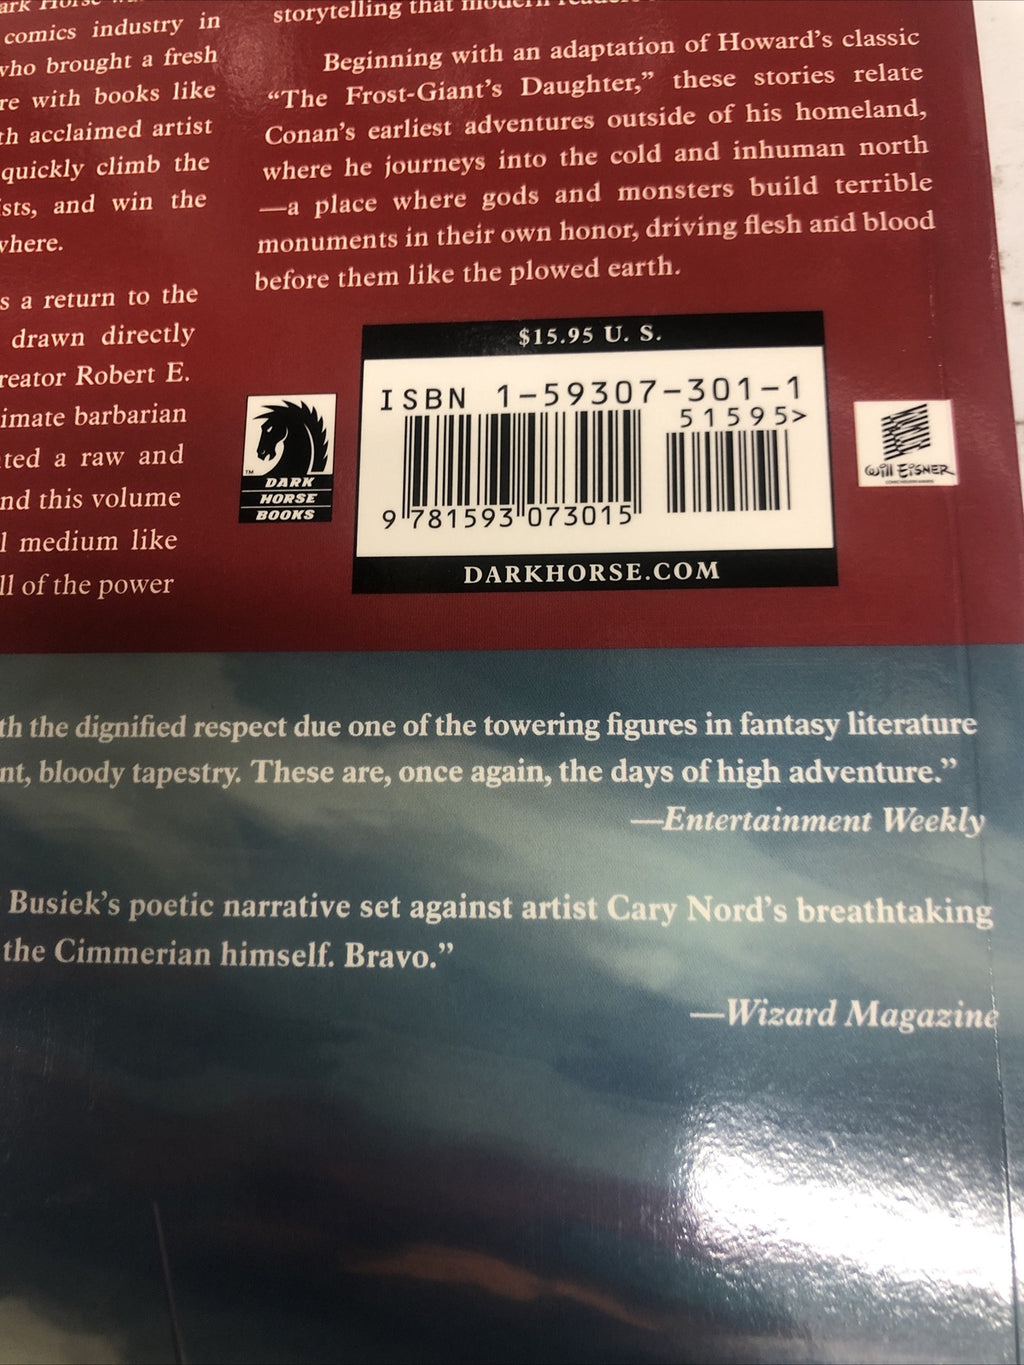 comics industry in
who brought a fresh
re with books like
th acclaimed artist
quickly climb the
ists, and win the
where.
s a return to the
drawn directly
reator Robert E.
imate barbarian
ted a raw and
nd this volume
l medium like
ll of the power
storytelling that modern
Beginning with an adaptation of Howard's classic
“The Frost-Giant's Daughter,” these stories relate
Conan's earliest adventures outside of his homeland,
where he journeys into the cold and inhuman north
—a place where gods and monsters build terrible
monuments in their own honor, driving flesh and blood
before them like the plowed earth.
$15.95 U. S.
ISBN 1-59307-301-1
51595>
9 781593 073015
DARKHORSE.COM
TM
DARK
HORSE
BOOKS
Will EiSNER
th the dignified respect due one of the towering figures in fantasy literature
nt, bloody tapestry. These are, once again, the days of high adventure.”
—Entertainment Weekly
Busiek's poetic narrative set against artist Cary Nord's breathtaking
the Cimmerian himself. Bravo.”
—Wizard Magazine